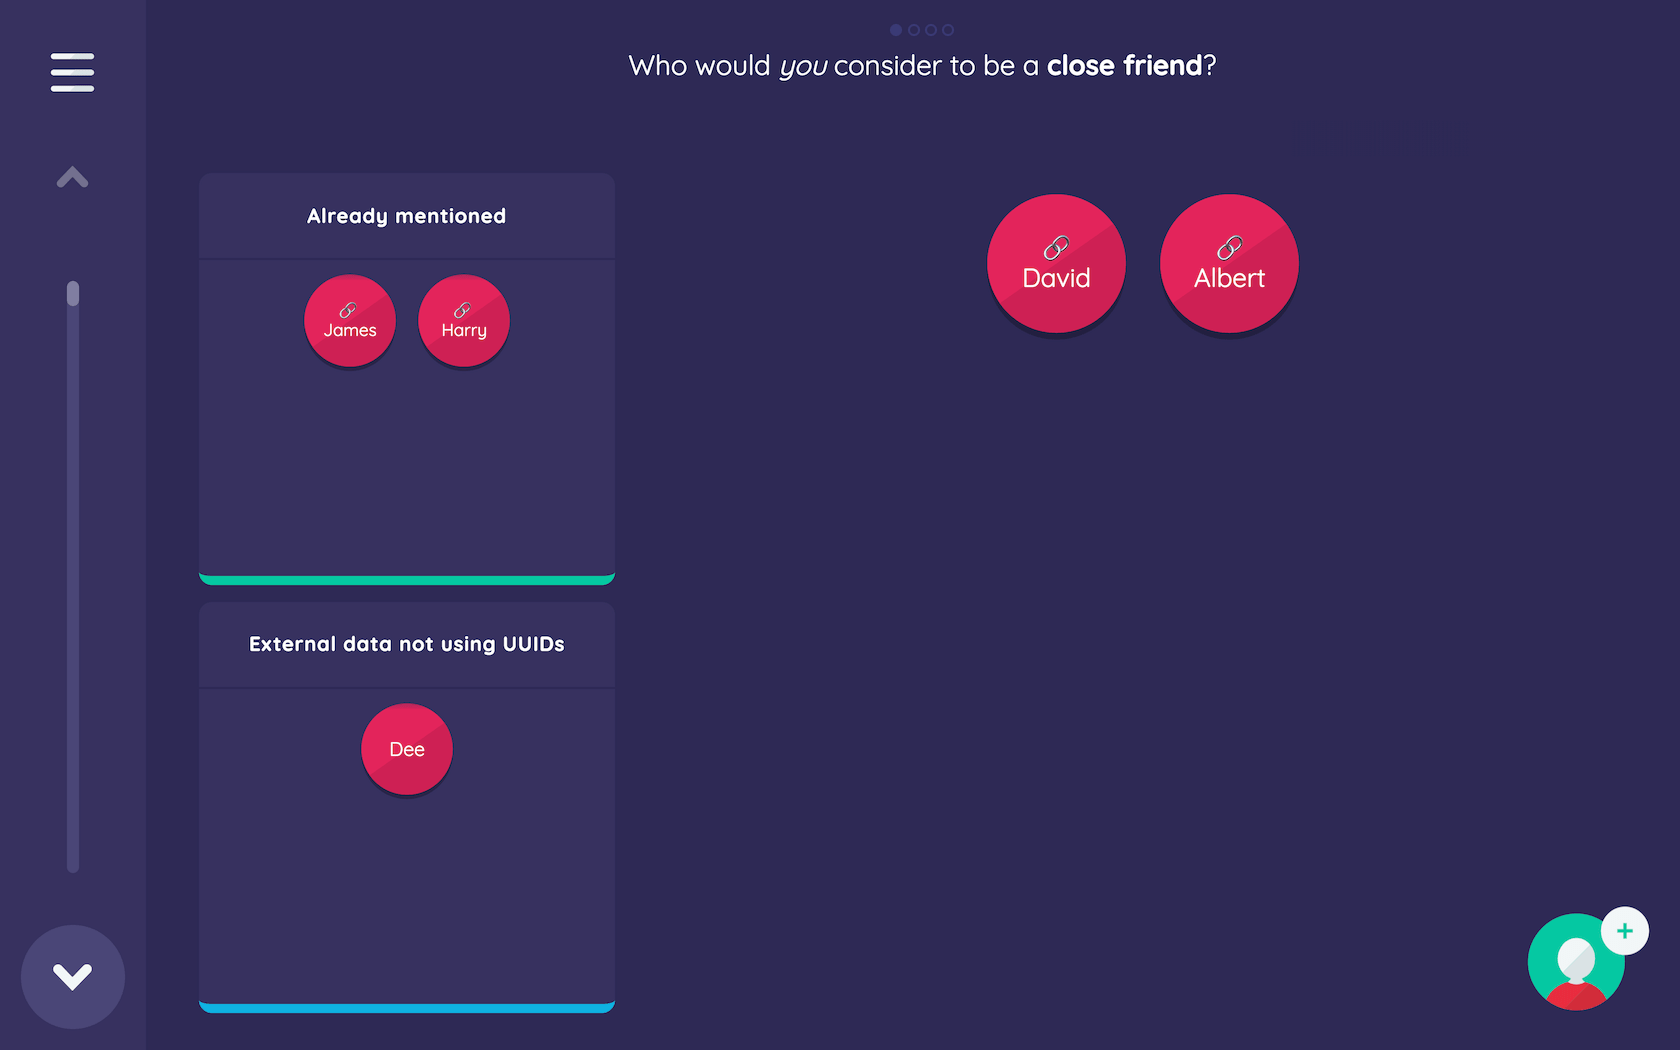 Who would you consider to be a close friend?
Already mentioned
James
Harry
David
Albert
External data not using UUIDs
Dee